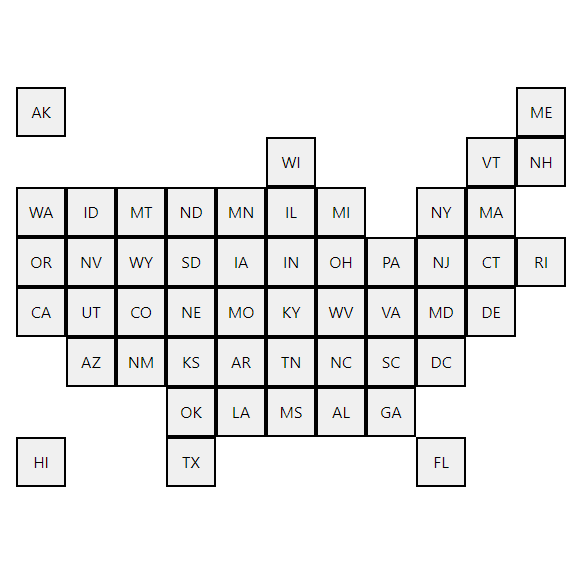 AK ME
WI VT NH
WA ID MT ND MN IL MI NY MA
OR NV WY SD IA IN OH PA NJ CT RI
CA UT CO NE MO KY WV VA MD DE
AZ NM KS AR TN NC SC DC
OK LA MS AL GA
HI TX FL